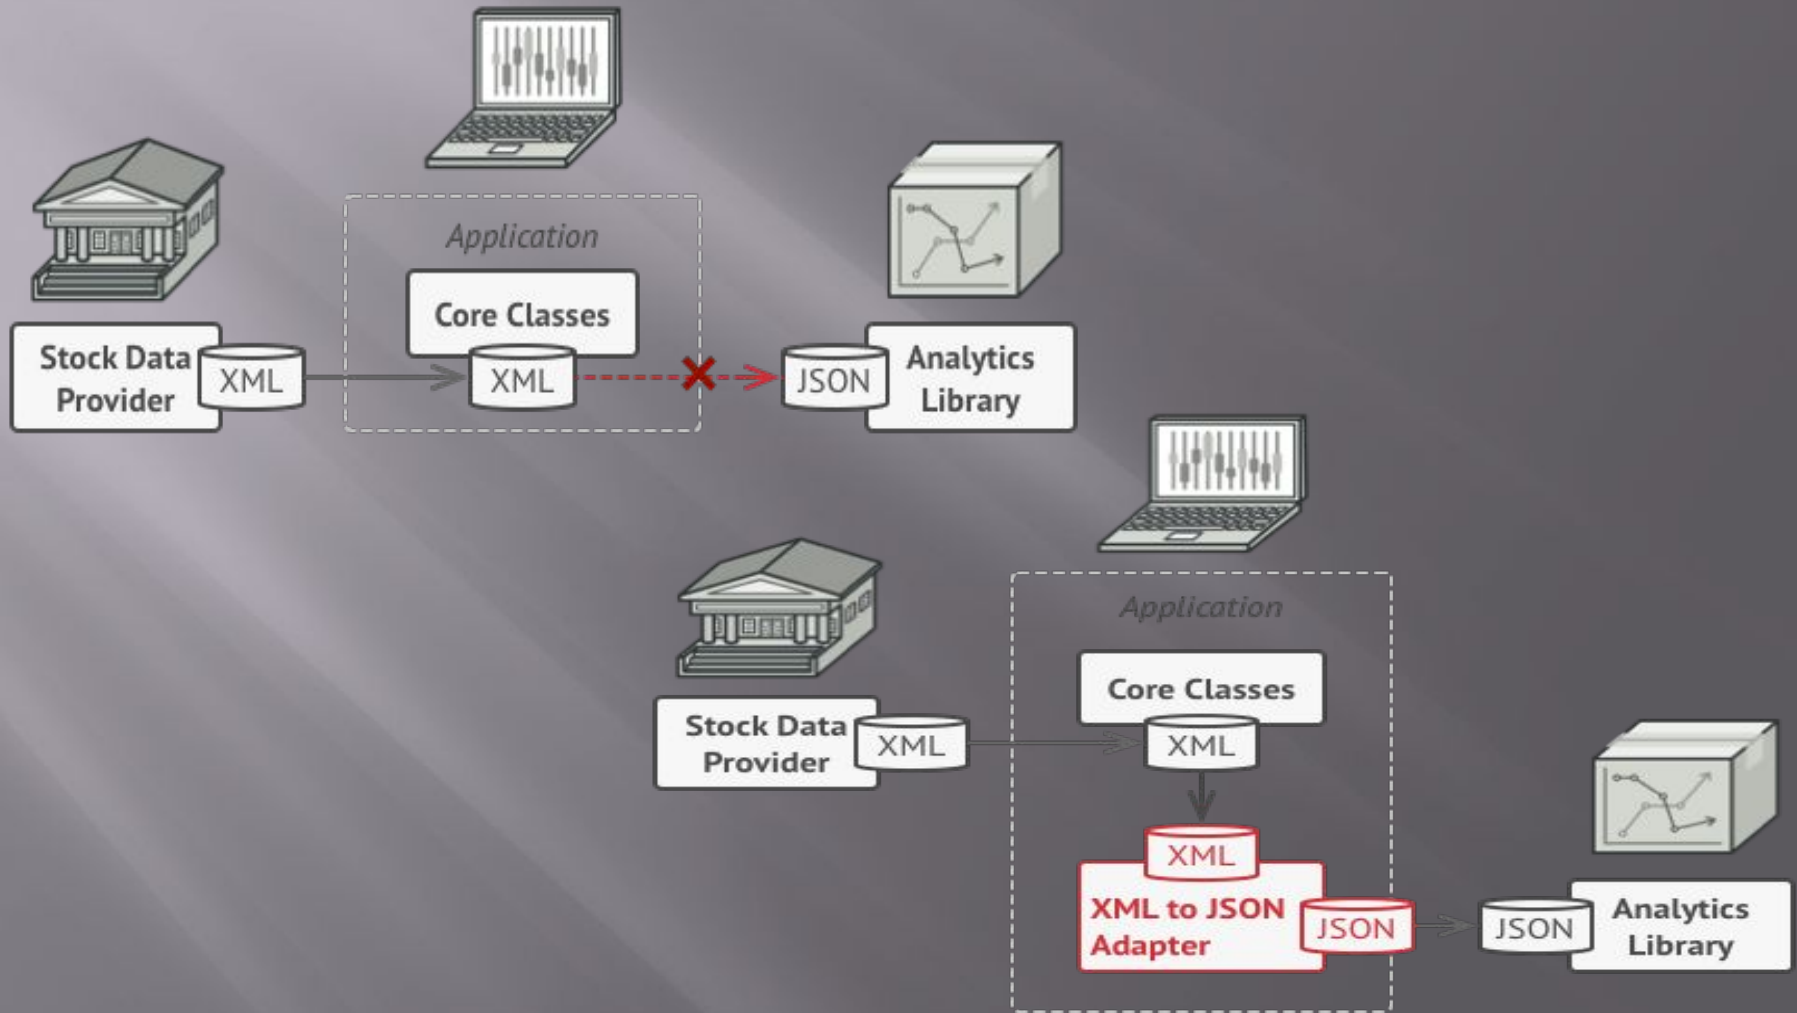 Application
Core Classes
Stock Data
Provider
XML
XML
JSON
Analytics
Library
Application
Core Classes
Stock Data
Provider
XML
XML
XML
XML to JSON
Adapter
JSON
JSON
Analytics
Library